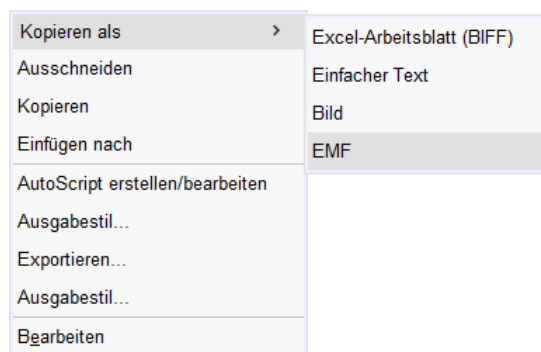 Kopieren als
Ausschneiden
Kopieren
Einfügen nach
AutoScript erstellen/bearbeiten
Ausgabestil...
Exportieren...
Ausgabestil...
Bearbeiten
Excel-Arbeitsblatt (BIFF)
Einfacher Text
Bild
EMF